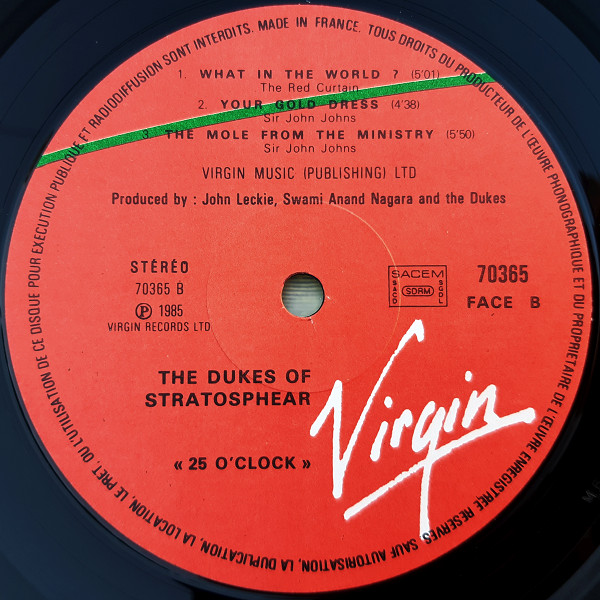 TOUS DROITS DU PRODUCTEUR DE L'ŒUVRE PHONOGRAPHIQUE ET DU PROPRIETAIRE DE L'ŒUVRE ENREGISTREE RESERVES. SAUF AUTORISATION, LA DUPLICATION, LA LOCATION, LE PRET, OU L'UTILISATION DE CE DISQUE POUR EXECUTION PUBLIQUE ET RADIODIFFUSION SONT INTERDITS. MADE IN FRANCE.
1. WHAT IN THE WORLD ? (5'01)
The Red Curtain
2. YOUR GOLD DRESS (4'38)
Sir John Johns
3. THE MOLE FROM THE MINISTRY (5'50)
Sir John Johns
VIRGIN MUSIC (PUBLISHING) LTD
Produced by : John Leckie, Swami Anand Nagara and the Dukes
STÉRÉO
70365 B
Ⓟ 1985
VIRGIN RECORDS LTD
SACEM
SACD SDRM SGDL
70365
FACE B
THE DUKES OF
STRATOSPHEAR
« 25 O'CLOCK »
Virgin